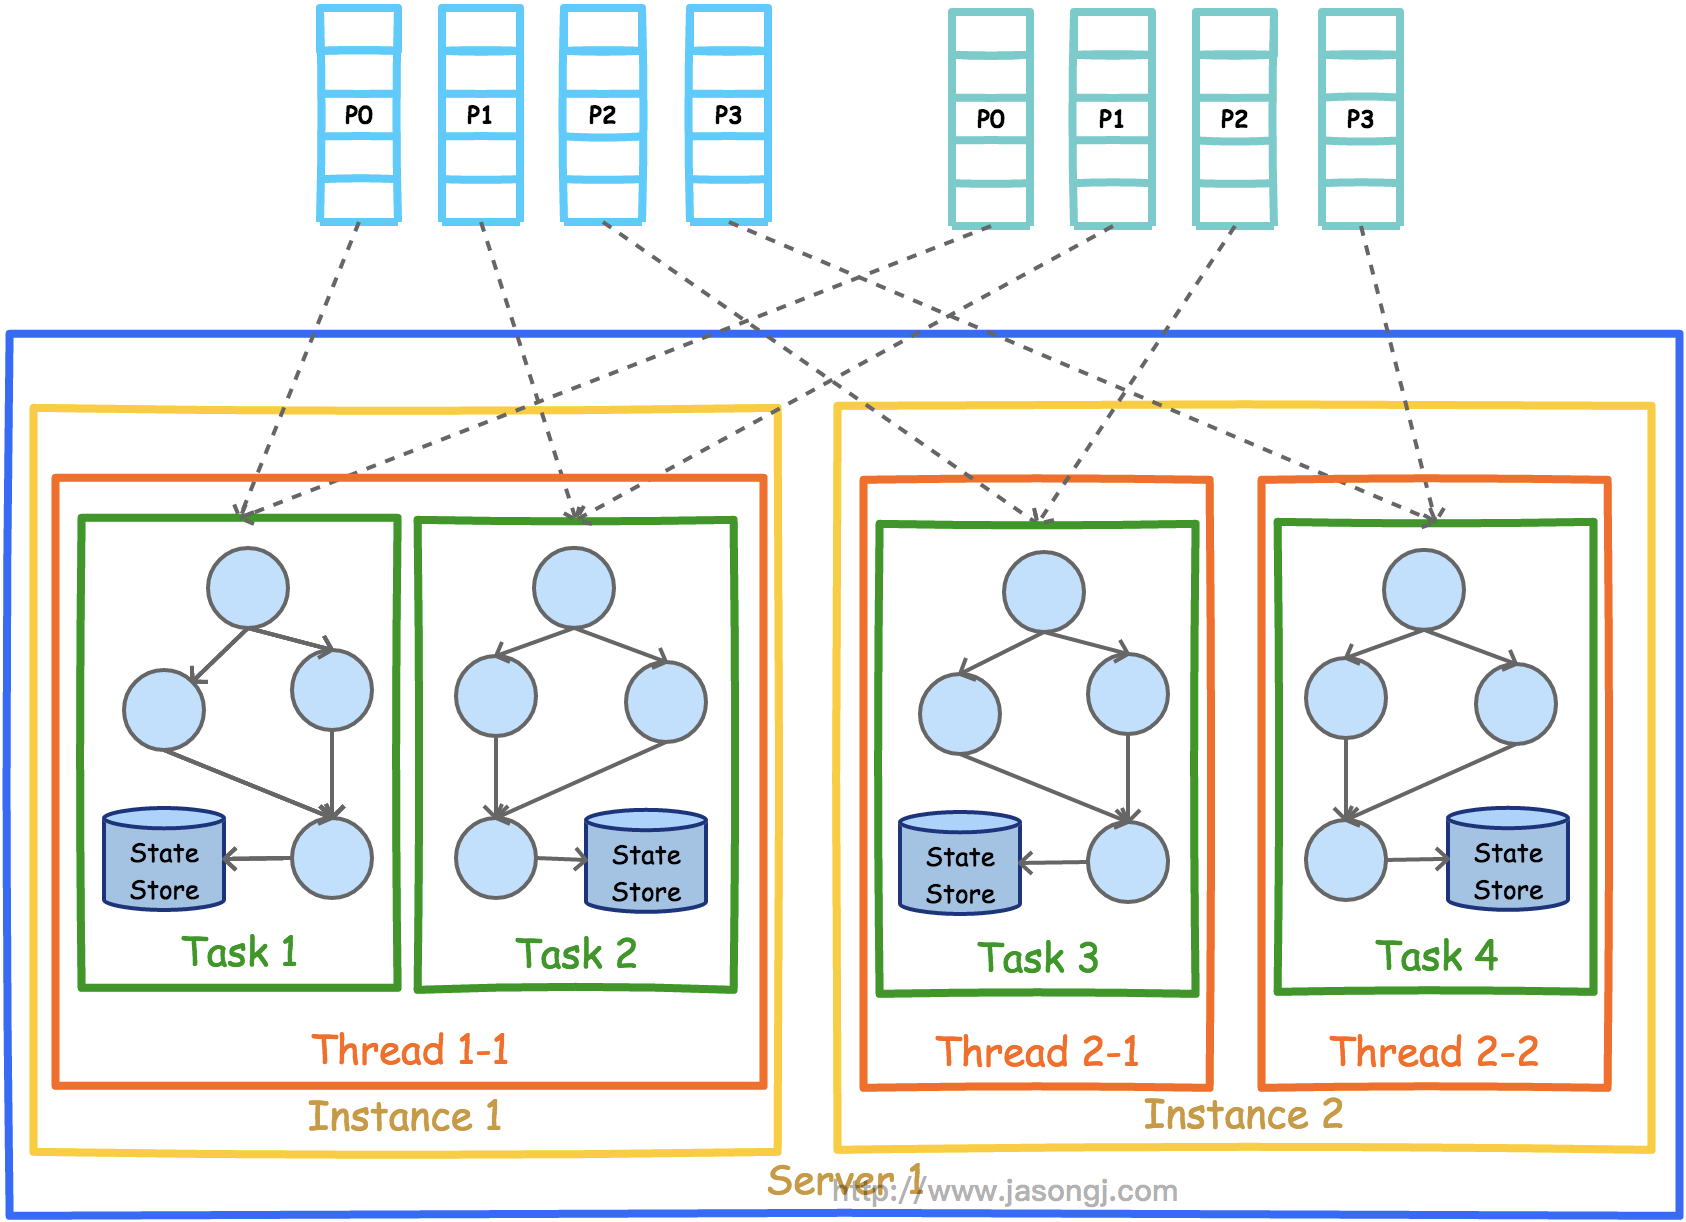 P0 P1 P2 P3
P0 P1 P2 P3
State
Store
State
Store
State
Store
State
Store
Task 1
Task 2
Task 3
Task 4
Thread 1-1
Thread 2-1
Thread 2-2
Instance 1
Instance 2
Server 1
http://www.jasongj.com